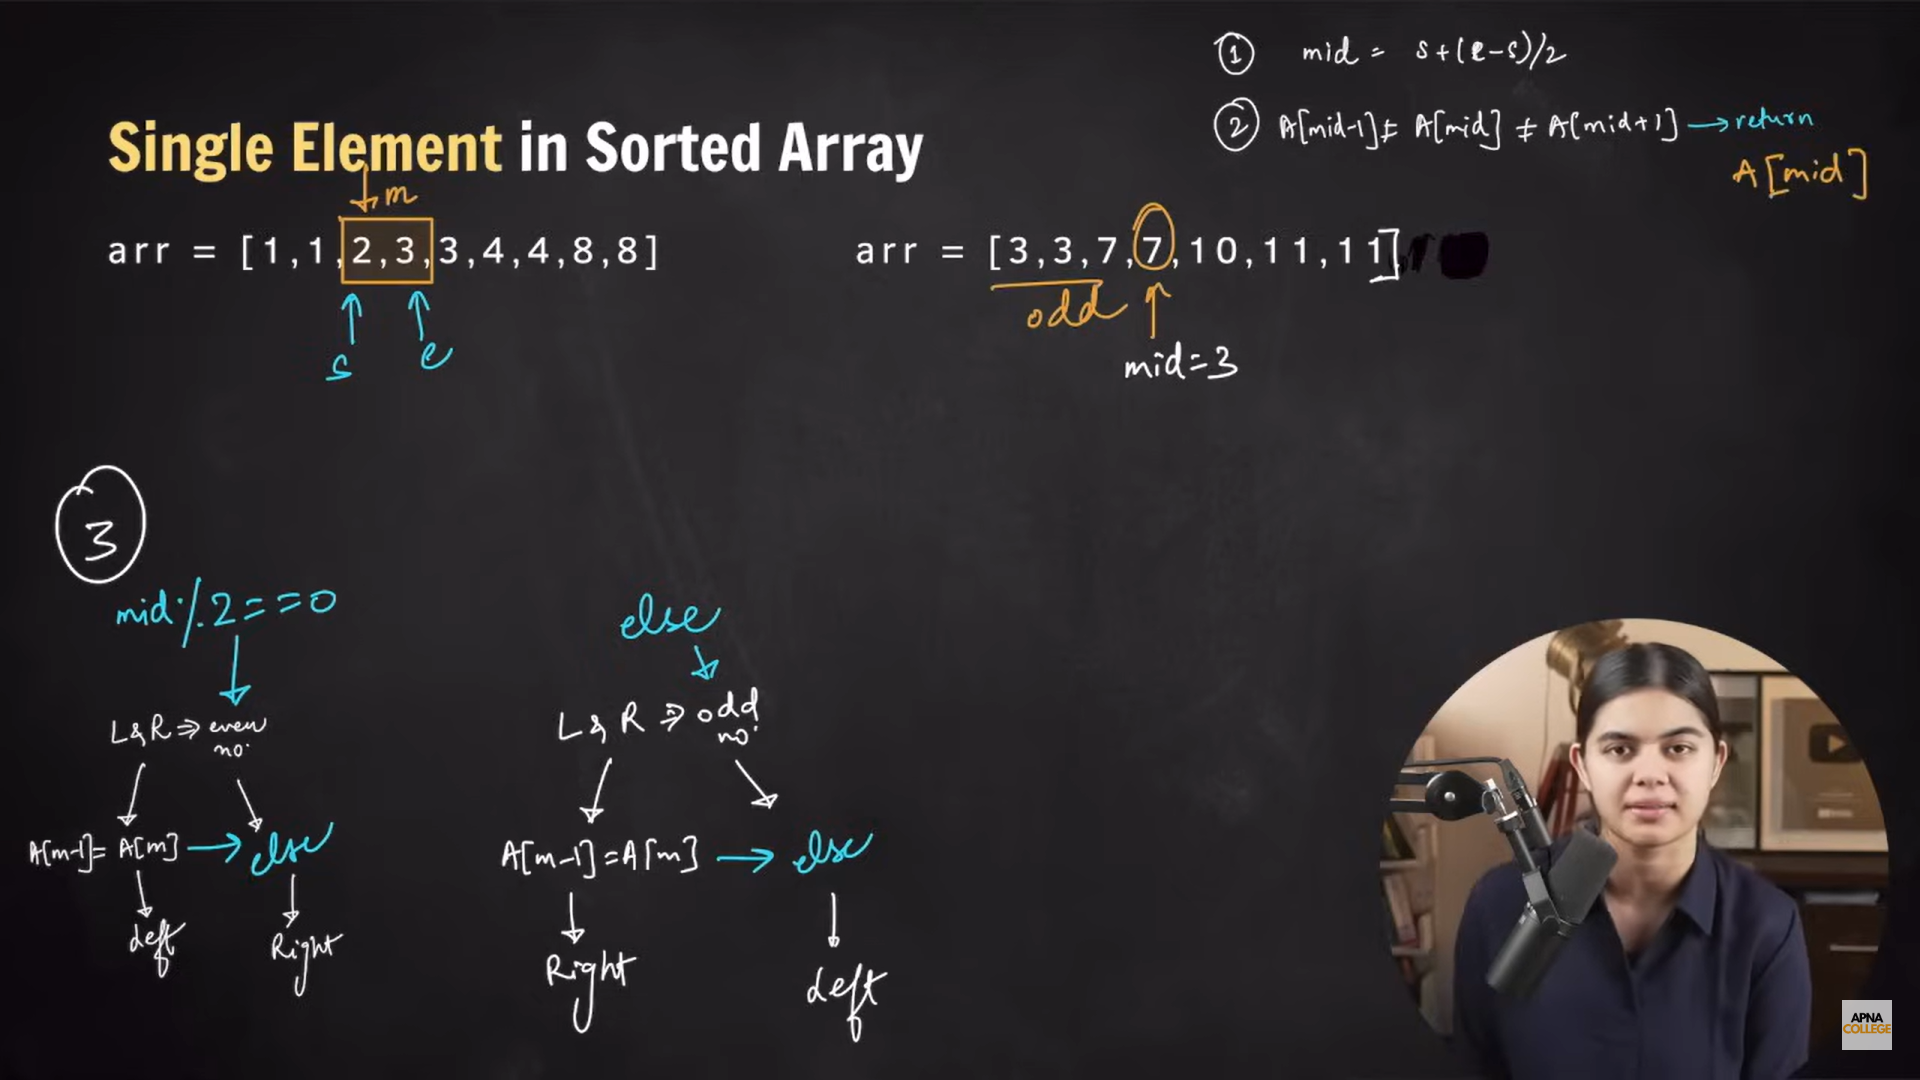 ① mid = s+(e-s)/2
② A[mid-1] ≠ A[mid] ≠ A[mid+1] → return
A[mid]
Single Element in Sorted Array
m
arr = [1,1,2,3,3,4,4,8,8]
arr = [3,3,7,7,10,11,11]
odd
s e
mid=3
③
mid%2==0
else
L & R ⇒ even no.
L & R ⇒ odd no.
A[m-1]=A[m] → else
A[m-1]=A[m] → else
left Right
Right left
APNA
COLLEGE